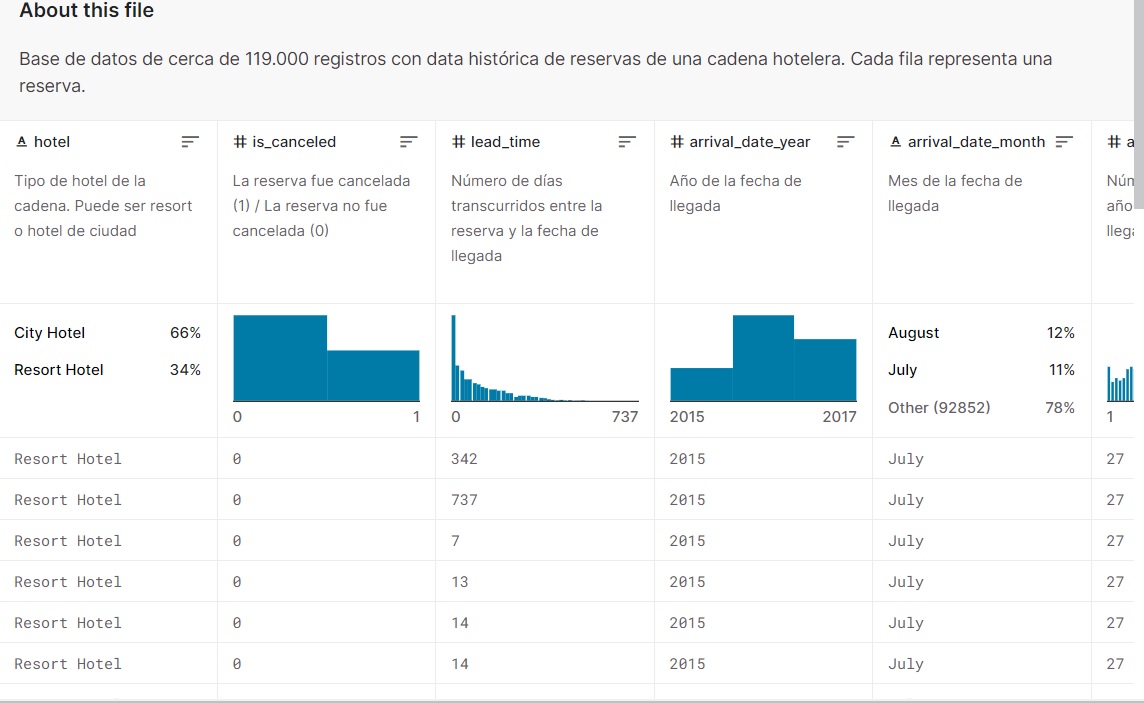 About this file
Base de datos de cerca de 119.000 registros con data histórica de reservas de una cadena hotelera. Cada fila representa una
reserva.
A hotel # is_canceled # lead_time # arrival_date_year A arrival_date_month # a
Tipo de hotel de la
cadena. Puede ser resort
o hotel de ciudad
La reserva fue cancelada
(1) / La reserva no fue
cancelada (0)
Número de días
transcurridos entre la
reserva y la fecha de
llegada
Año de la fecha de
llegada
Mes de la fecha de
llegada
Núm
año
lleg
City Hotel 66%
Resort Hotel 34%
0 1
0 737
2015 2017
August 12%
July 11%
Other (92852) 78%
1
Resort Hotel 0 342 2015 July 27
Resort Hotel 0 737 2015 July 27
Resort Hotel 0 7 2015 July 27
Resort Hotel 0 13 2015 July 27
Resort Hotel 0 14 2015 July 27
Resort Hotel 0 14 2015 July 27